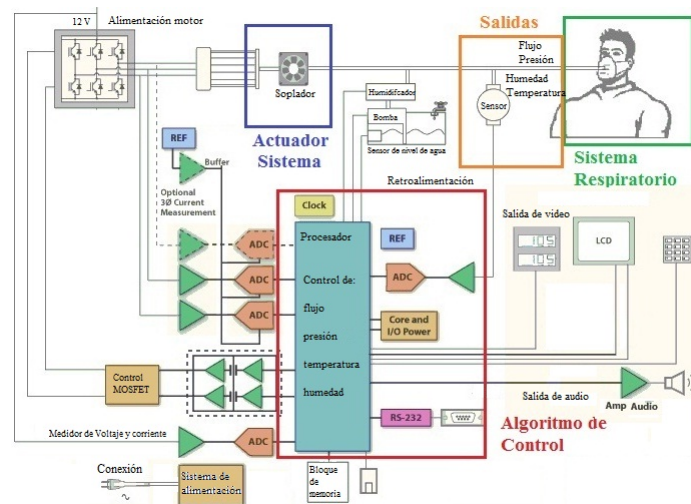 Alimentación motor
12 V
Salidas
Flujo
Presión
Humedad
Temperatura
Sensor
Soplador
Humidifcador
Bomba
Sensor de nivel de agua
Actuador
Sistema
Sistema
Respiratorio
REF
Buffer
Optional
3Ø Current
Measurement
Retroalimentación
Clock
Procesador
REF
Salida de video
LCD
105
105
ADC
ADC
ADC
ADC
Control de:
flujo
presión
temperatura
humedad
Core and
I/O Power
Control
MOSFET
Salida de audio
Amp Audio
RS-232
Algoritmo de
Control
Medidor de Voltaje y corriente
ADC
Conexión
Sistema de
alimentación
Bloque
de
memoria